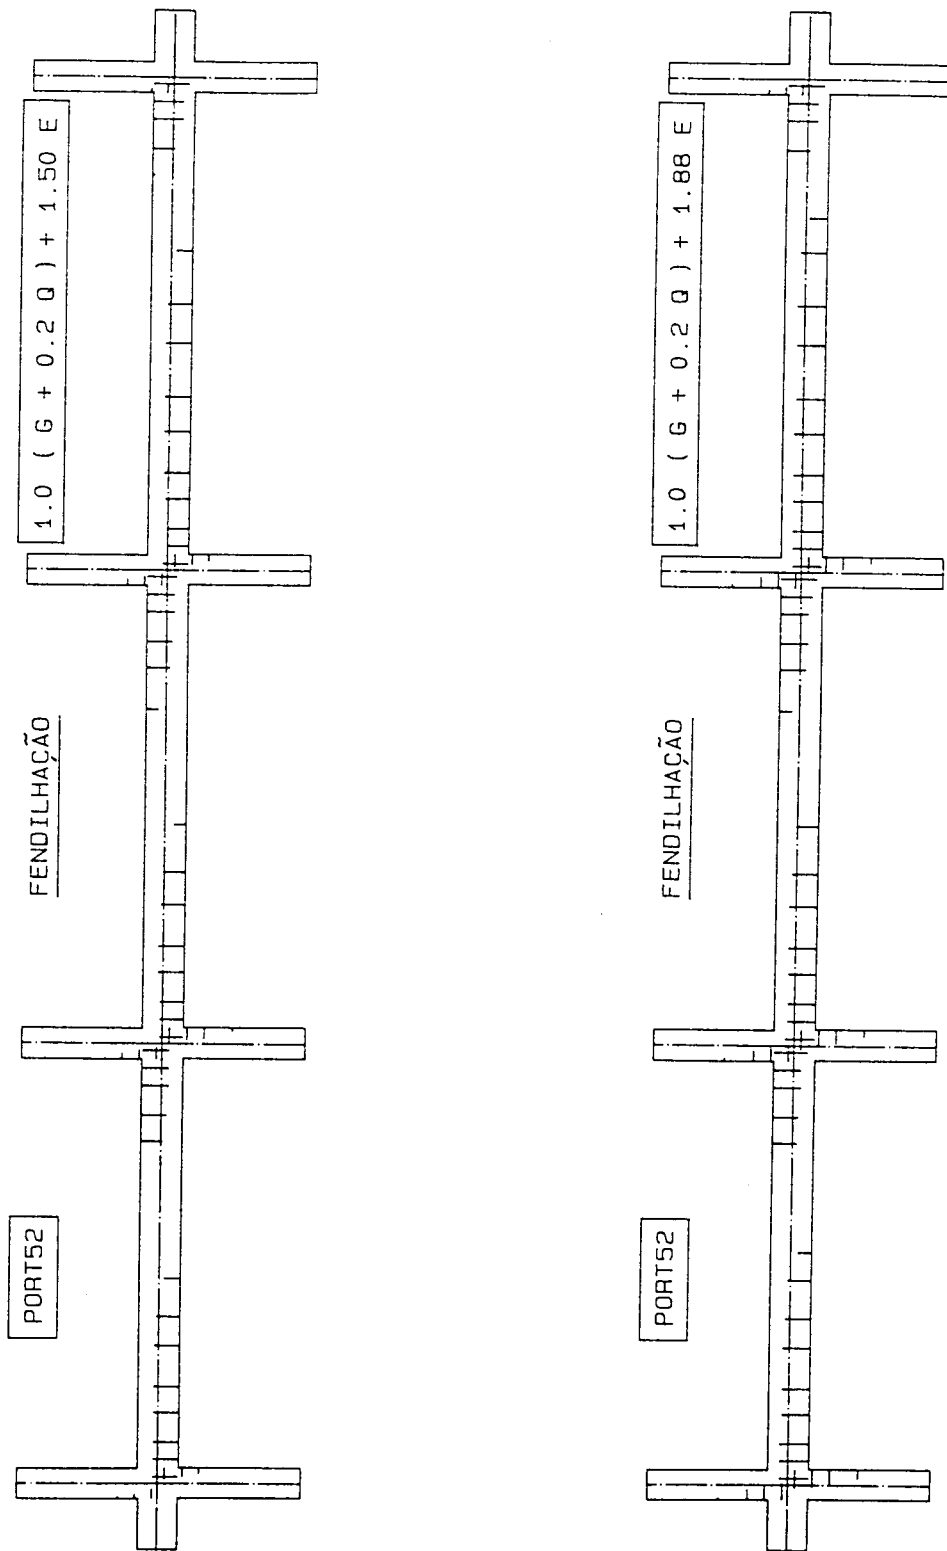 PORT52
FENDILHAÇÃO
1.0 ( G + 0.2 Q ) + 1.50 E
PORT52
FENDILHAÇÃO
1.0 ( G + 0.2 Q ) + 1.88 E